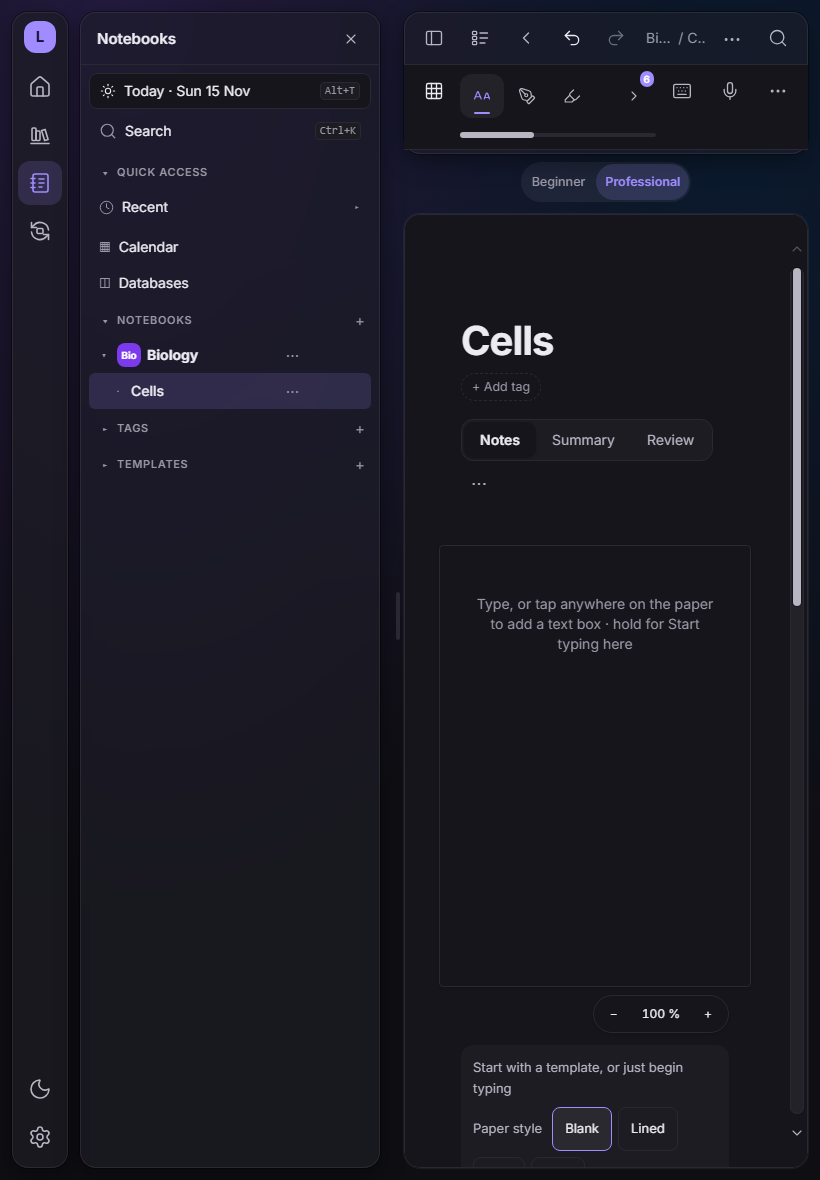 L
Notebooks
Today · Sun 15 Nov
Alt+T
Search
Ctrl+K
QUICK ACCESS
Recent
Calendar
Databases
NOTEBOOKS
Bio Biology
Cells
TAGS
TEMPLATES
Bi... / C..
AA
6
Beginner
Professional
Cells
+ Add tag
Notes
Summary
Review
Type, or tap anywhere on the paper
to add a text box · hold for Start
typing here
− 100 % +
Start with a template, or just begin
typing
Paper style
Blank
Lined